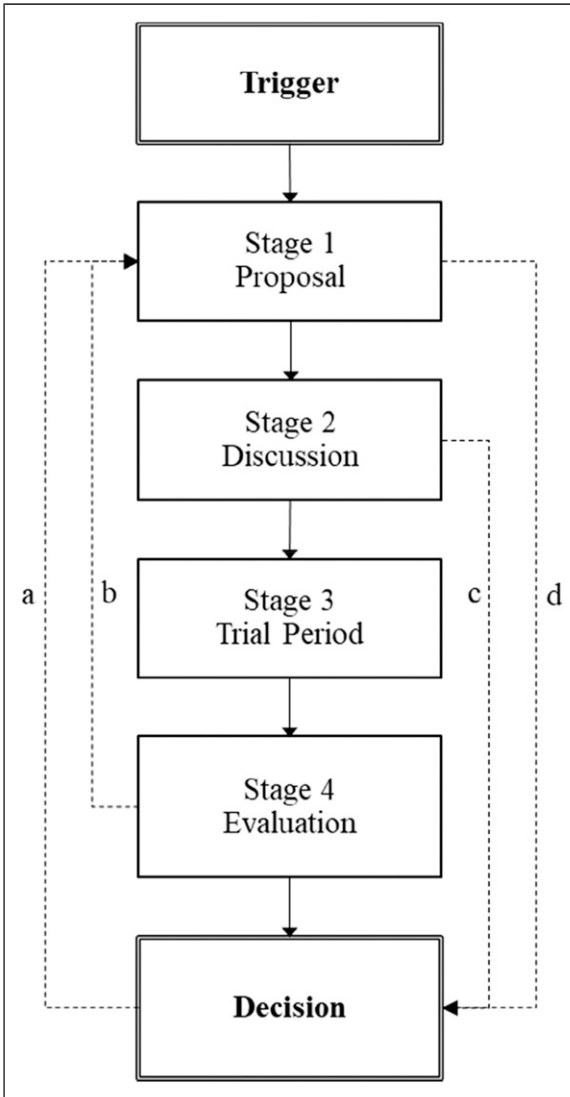 Trigger
Stage 1
Proposal
Stage 2
Discussion
Stage 3
Trial Period
a
b
c
d
Stage 4
Evaluation
Decision